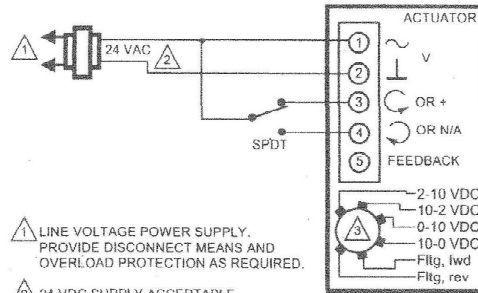 ACTUATOR
1
24 VAC
2
1
V
2
3
OR +
4
OR N/A
SPDT
5
FEEDBACK
2-10 VDC
10-2 VDC
0-10 VDC
3
10-0 VDC
Fltg, fwd
Fltg, rev
1 LINE VOLTAGE POWER SUPPLY.
PROVIDE DISCONNECT MEANS AND
OVERLOAD PROTECTION AS REQUIRED.
2 24 VDC SUPPLY ACCEPTABLE